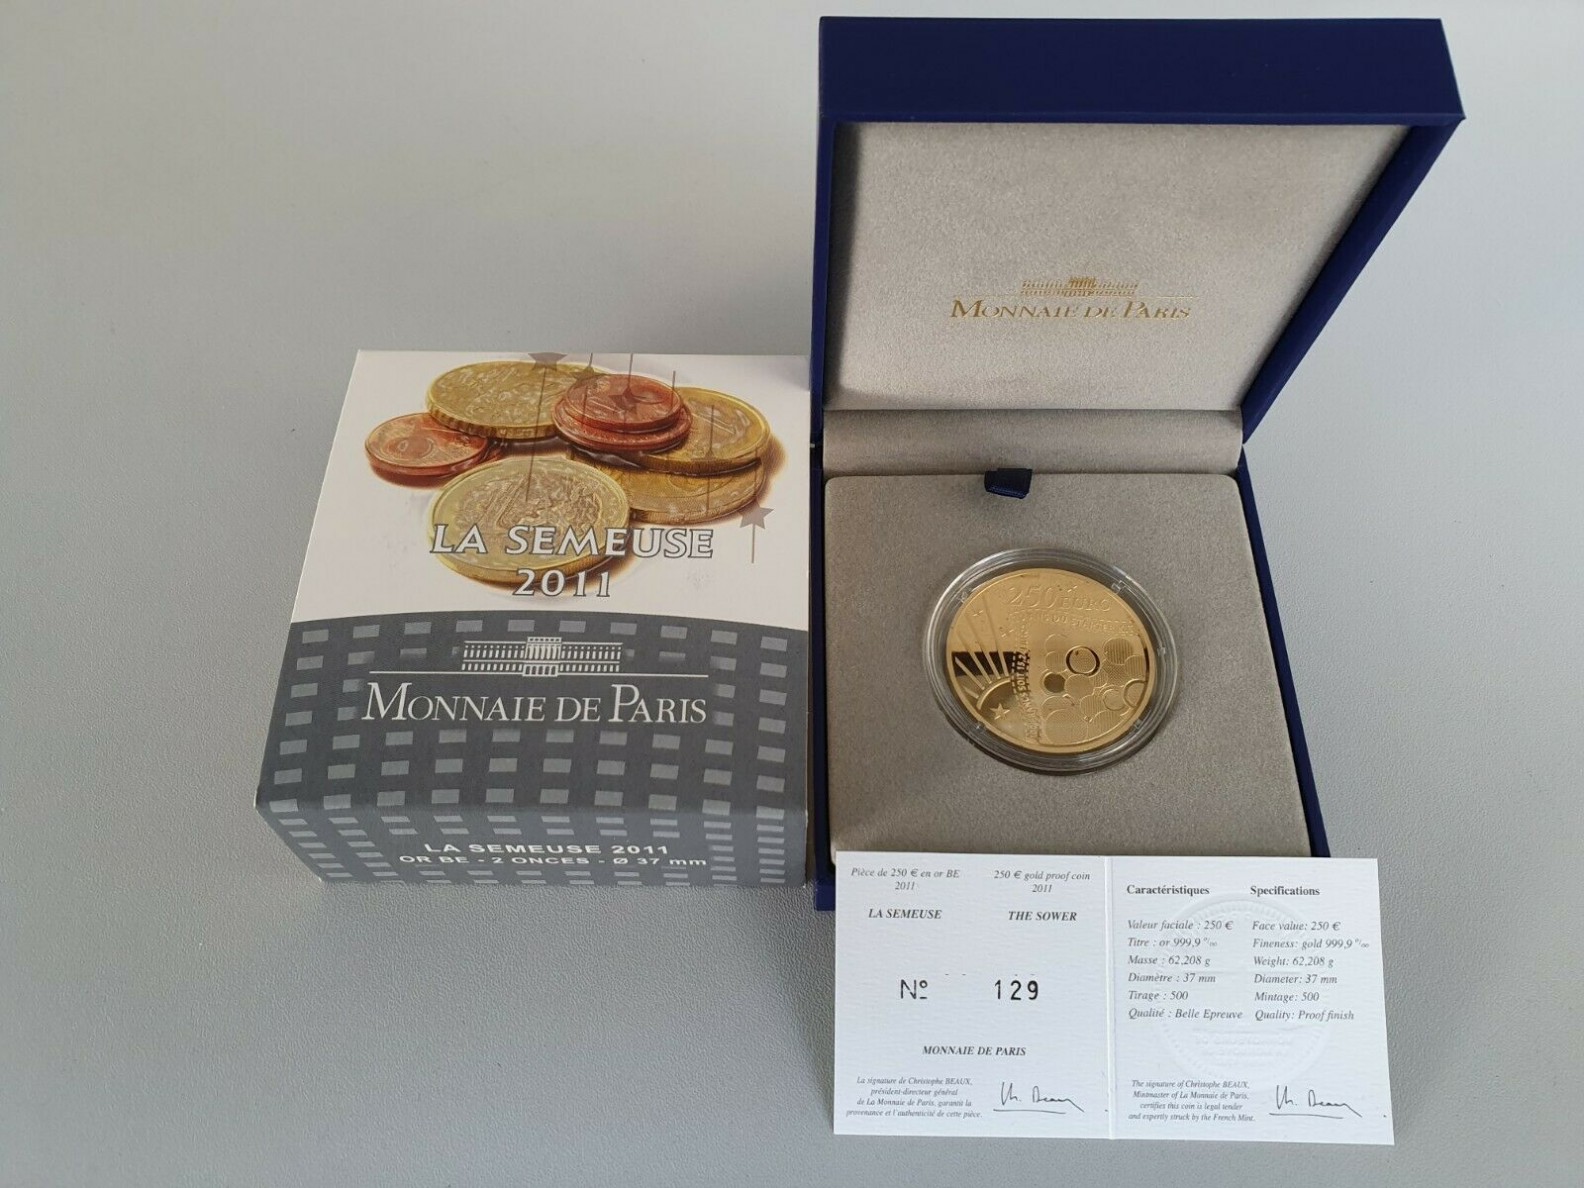 LA SEMEUSE
2011
MONNAIE DE PARIS
LA SEMEUSE 2011
OR BE - 2 ONCES - Ø 37 mm
MONNAIE DE PARIS
250 EURO
Pièce de 250 € en or BE
2011
LA SEMEUSE
250 € gold proof coin
2011
THE SOWER
Nº 129
MONNAIE DE PARIS
La signature de Christophe BEAUX,
président-directeur général
de La Monnaie de Paris, garantit la
provenance et l'authenticité de cette pièce.
Caractéristiques
Valeur faciale : 250 €
Titre : or 999,9 º/ₒₒ
Masse : 62,208 g
Diamètre : 37 mm
Tirage : 500
Qualité : Belle Epreuve
Specifications
Face value: 250 €
Fineness: gold 999,9 º/ₒₒ
Weight: 62,208 g
Diameter: 37 mm
Mintage: 500
Quality: Proof finish
The signature of Christophe BEAUX,
Mintmaster of La Monnaie de Paris,
certifies this coin is legal tender
and expertly struck by the French Mint.